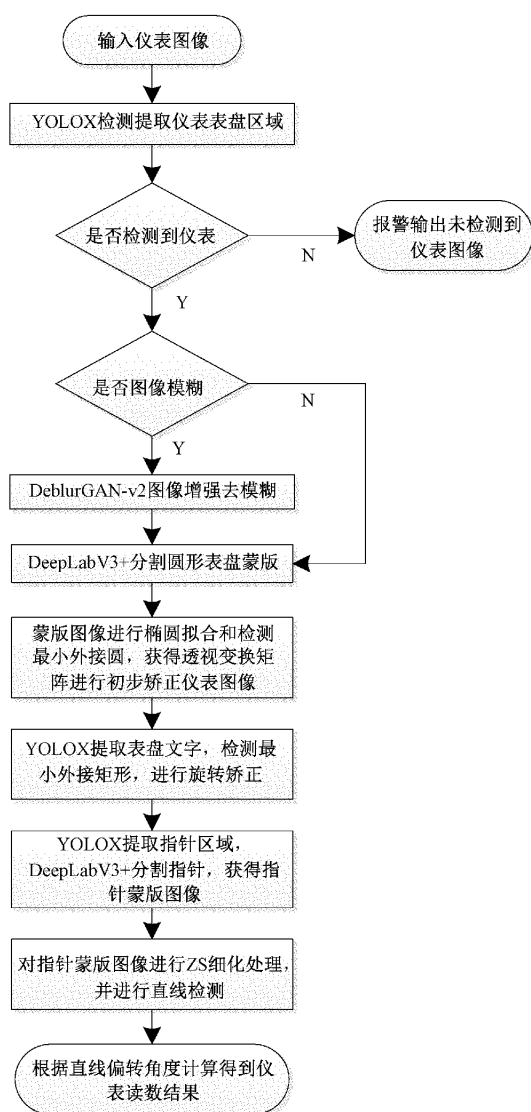 输入仪表图像
YOLOX检测提取仪表表盘区域
是否检测到仪表
N
报警输出未检测到
仪表图像
Y
是否图像模糊
N
Y
DeblurGAN-v2图像增强去模糊
DeepLabV3+分割圆形表盘蒙版
蒙版图像进行椭圆拟合和检测
最小外接圆，获得透视变换矩
阵进行初步矫正仪表图像
YOLOX提取表盘文字，检测最
小外接矩形，进行旋转矫正
YOLOX提取指针区域，
DeepLabV3+分割指针，获得指
针蒙版图像
对指针蒙版图像进行ZS细化处理，
并进行直线检测
根据直线偏转角度计算得到仪
表读数结果